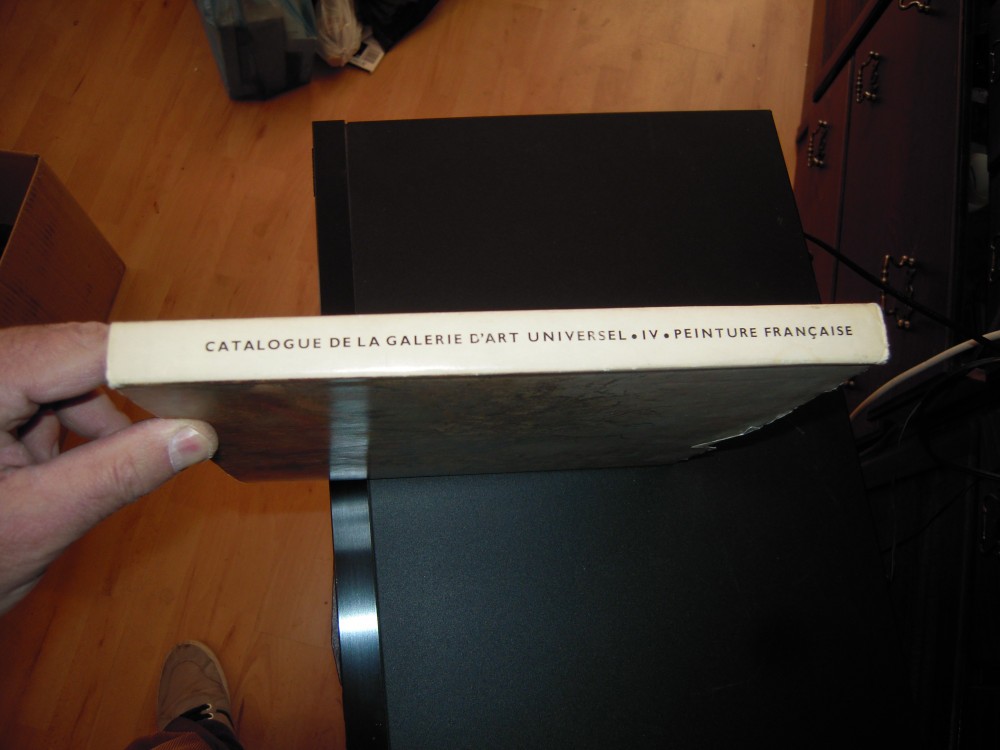 CATALOGUE DE LA GALERIE D'ART UNIVERSEL • IV • PEINTURE FRANÇAISE